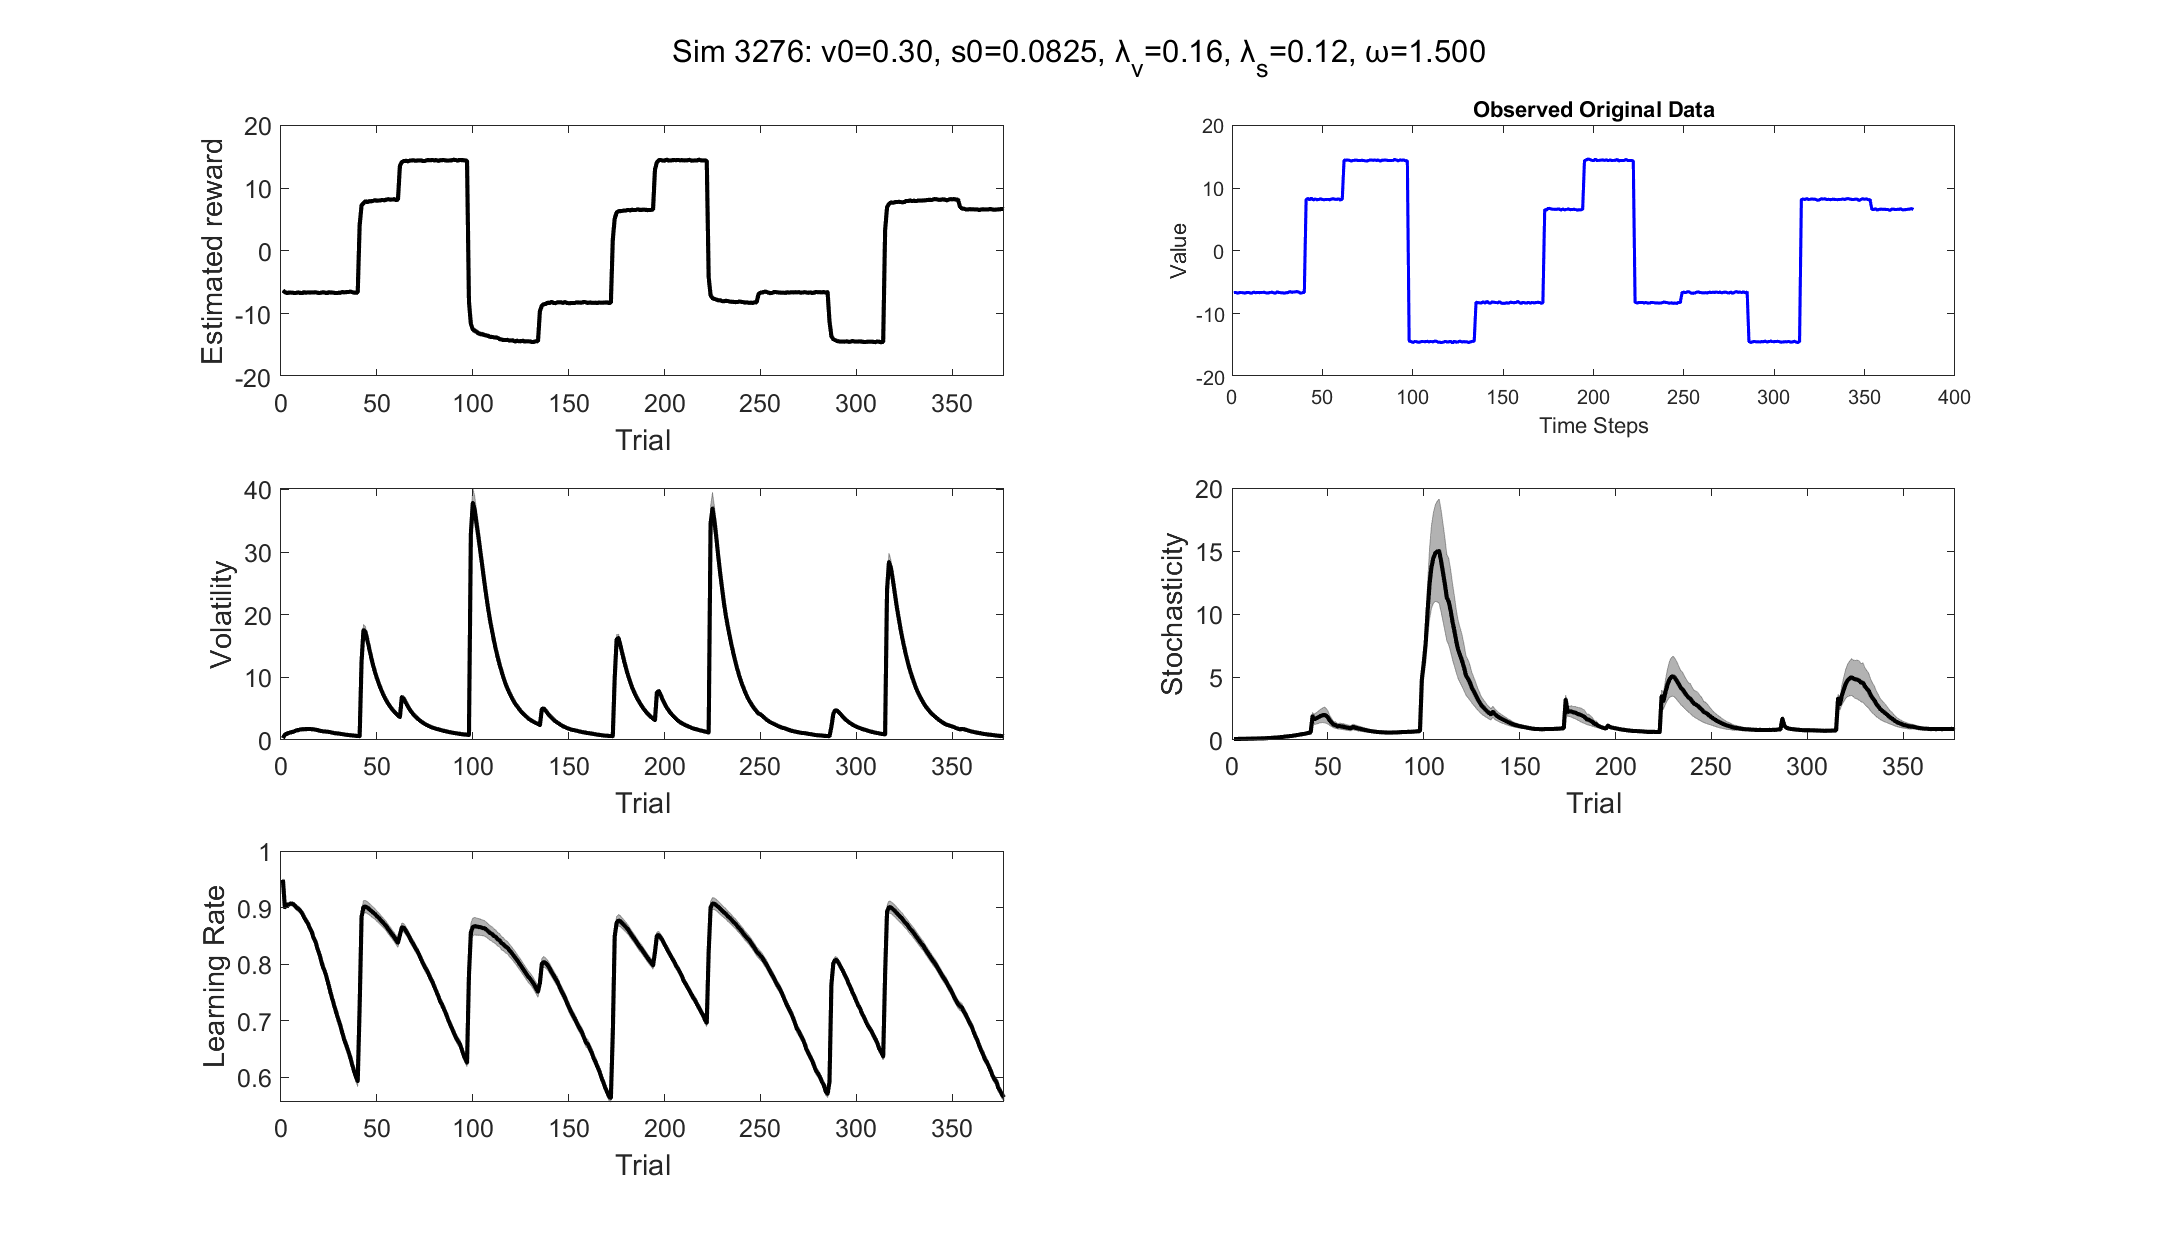 Sim 3276: v0=0.30, s0=0.0825, λv=0.16, λs=0.12, ω=1.500
Estimated reward
20
10
0
-10
-20
0 50 100 150 200 250 300 350
Trial
Observed Original Data
Value
20
10
0
-10
-20
0 50 100 150 200 250 300 350 400
Time Steps
Volatility
40
30
20
10
0
0 50 100 150 200 250 300 350
Trial
Stochasticity
20
15
10
5
0
0 50 100 150 200 250 300 350
Trial
Learning Rate
1
0.9
0.8
0.7
0.6
0 50 100 150 200 250 300 350
Trial